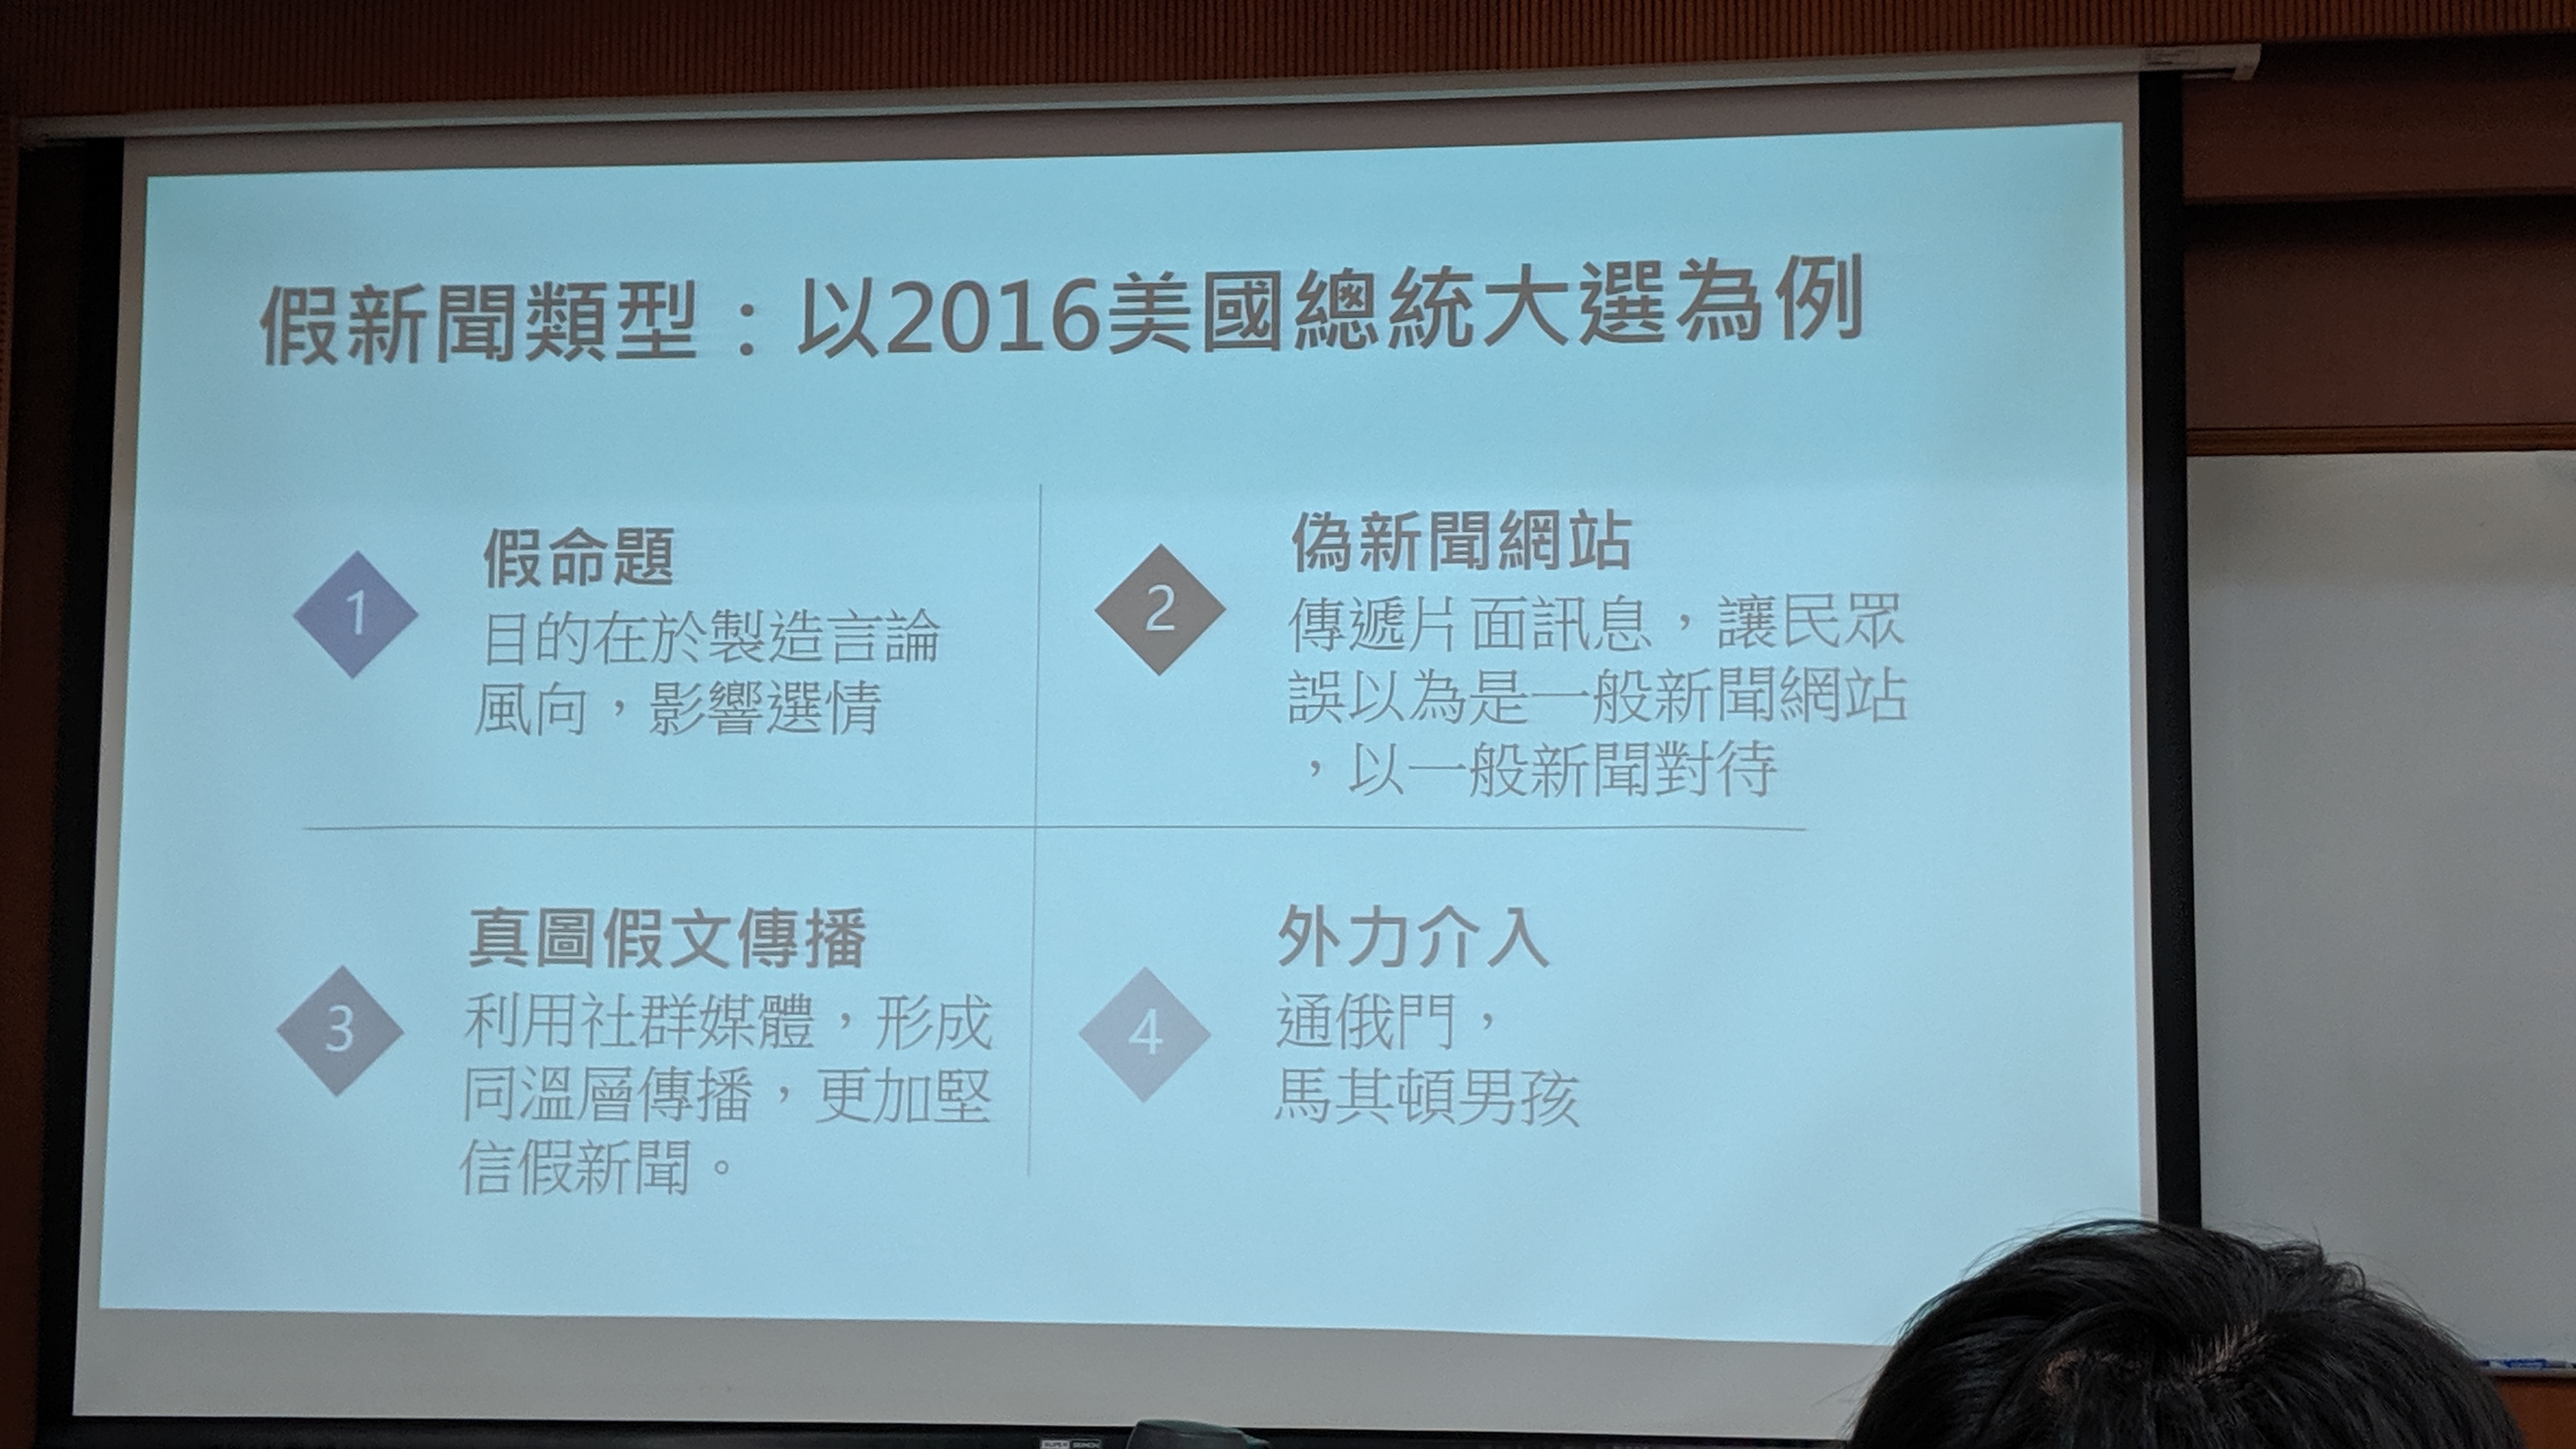 假新聞類型：以2016美國總統大選為例
1
假命題
目的在於製造言論
風向，影響選情
2
偽新聞網站
傳遞片面訊息，讓民眾
誤以為是一般新聞網站
，以一般新聞對待
3
真圖假文傳播
利用社群媒體，形成
同溫層傳播，更加堅
信假新聞。
4
外力介入
通俄門，
馬其頓男孩